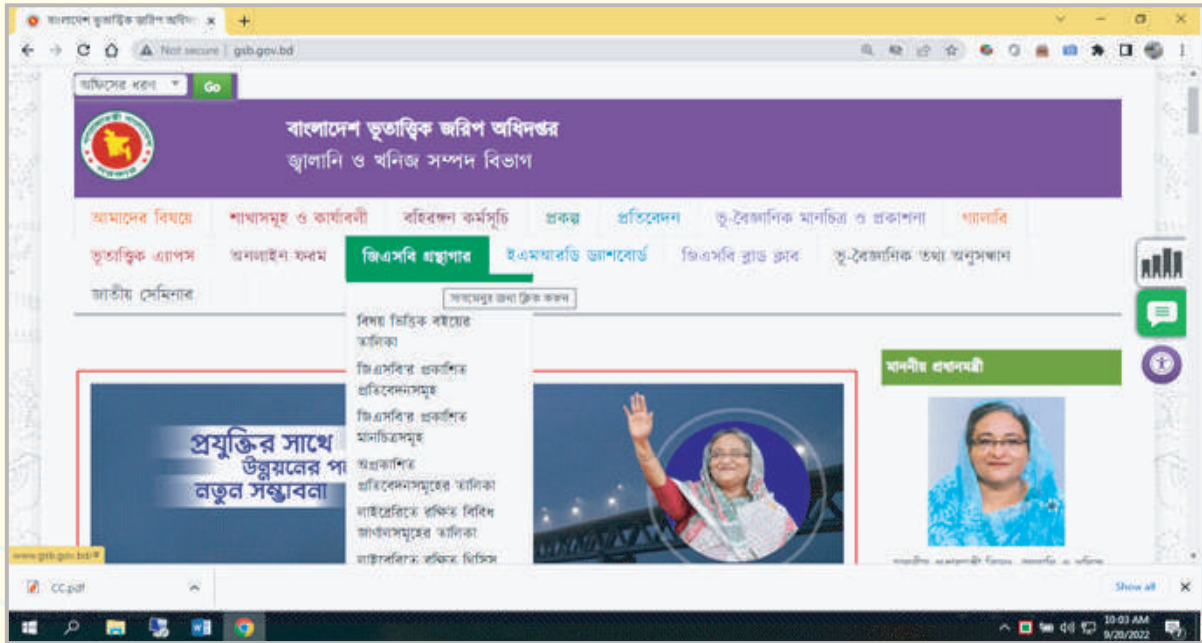 বাংলাদেশ ভূতাত্ত্বিক জরিপ অধিদ
Not secure | gsb.gov.bd
অফিসের ধরণ Go
বাংলাদেশ ভূতাত্ত্বিক জরিপ অধিদপ্তর
জ্বালানি ও খনিজ সম্পদ বিভাগ
আমাদের বিষয়ে শাখাসমূহ ও কার্যাবলী বহিরঙ্গন কর্মসূচি প্রকল্প প্রতিবেদন ভূ-বৈজ্ঞানিক মানচিত্র ও প্রকাশনা গ্যালারি
ভূতাত্ত্বিক এ্যাপস অনলাইন ফরম জিএসবি গ্রন্থাগার ইএমআরডি ড্যাশবোর্ড জিএসবি ব্লাড ক্লাব ভূ-বৈজ্ঞানিক তথ্য অনুসন্ধান
জাতীয় সেমিনার
সাবমেনুর জন্য ক্লিক করুন
বিষয় ভিত্তিক বইয়ের
তালিকা
জিএসবি'র প্রকাশিত
প্রতিবেদনসমূহ
জিএসবি'র প্রকাশিত
মানচিত্রসমূহ
অপ্রকাশিত
প্রতিবেদনসমূহের তালিকা
লাইব্রেরিতে রক্ষিত বিবিধ
জার্ণালসমূহের তালিকা
লাইব্রেরিতে রক্ষিত থিসিস
প্রযুক্তির সাথে
উন্নয়নের প
নতুন সম্ভাবনা
মাননীয় প্রধানমন্ত্রী
www.gsb.gov.bd/#
CC.pdf
Show all
10:03 AM
9/20/2022